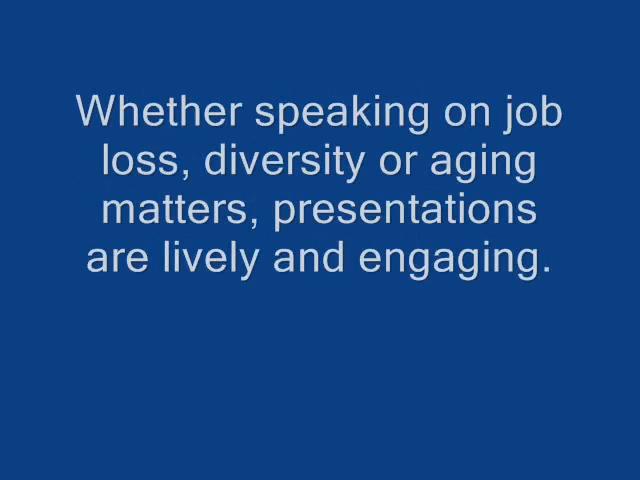 Whether speaking on job
loss, diversity or aging
matters, presentations
are lively and engaging.